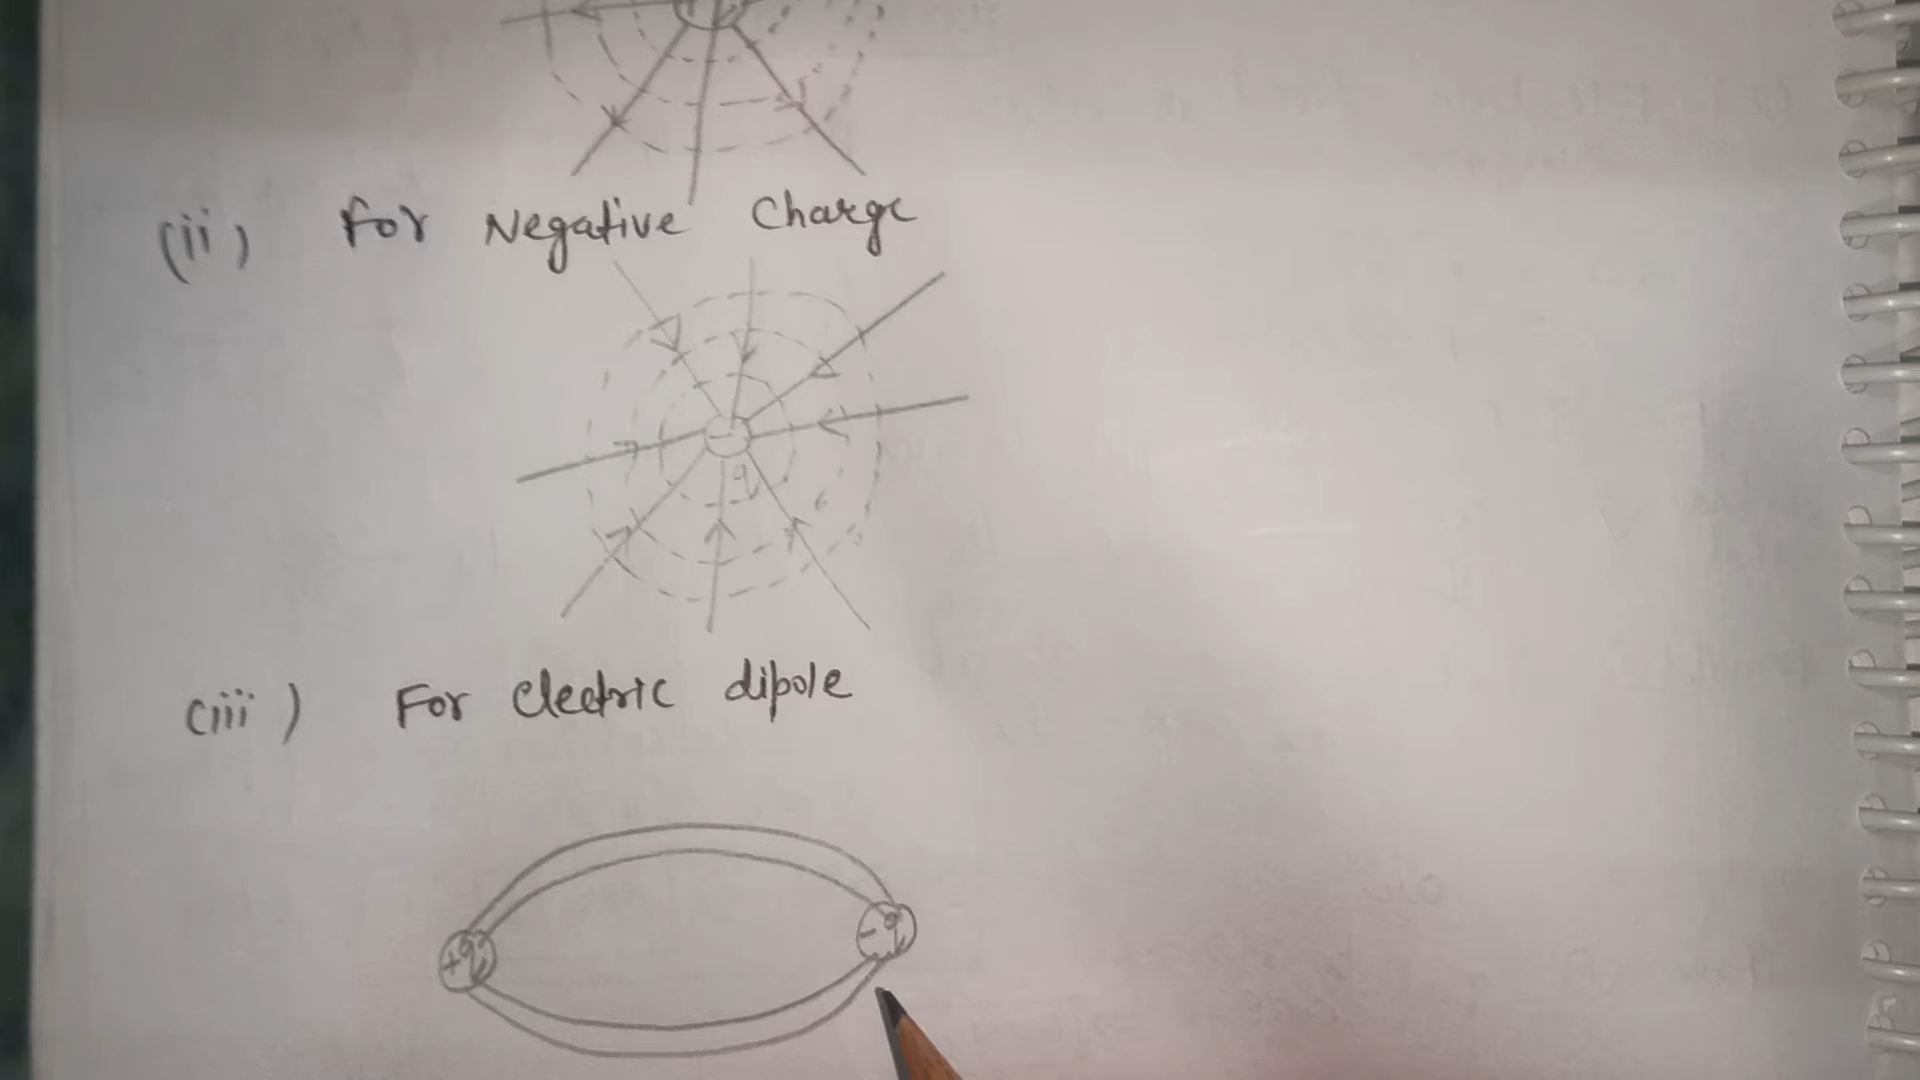 (ii) For Negative Charge
-
q
(iii) For electric dipole
+q -q